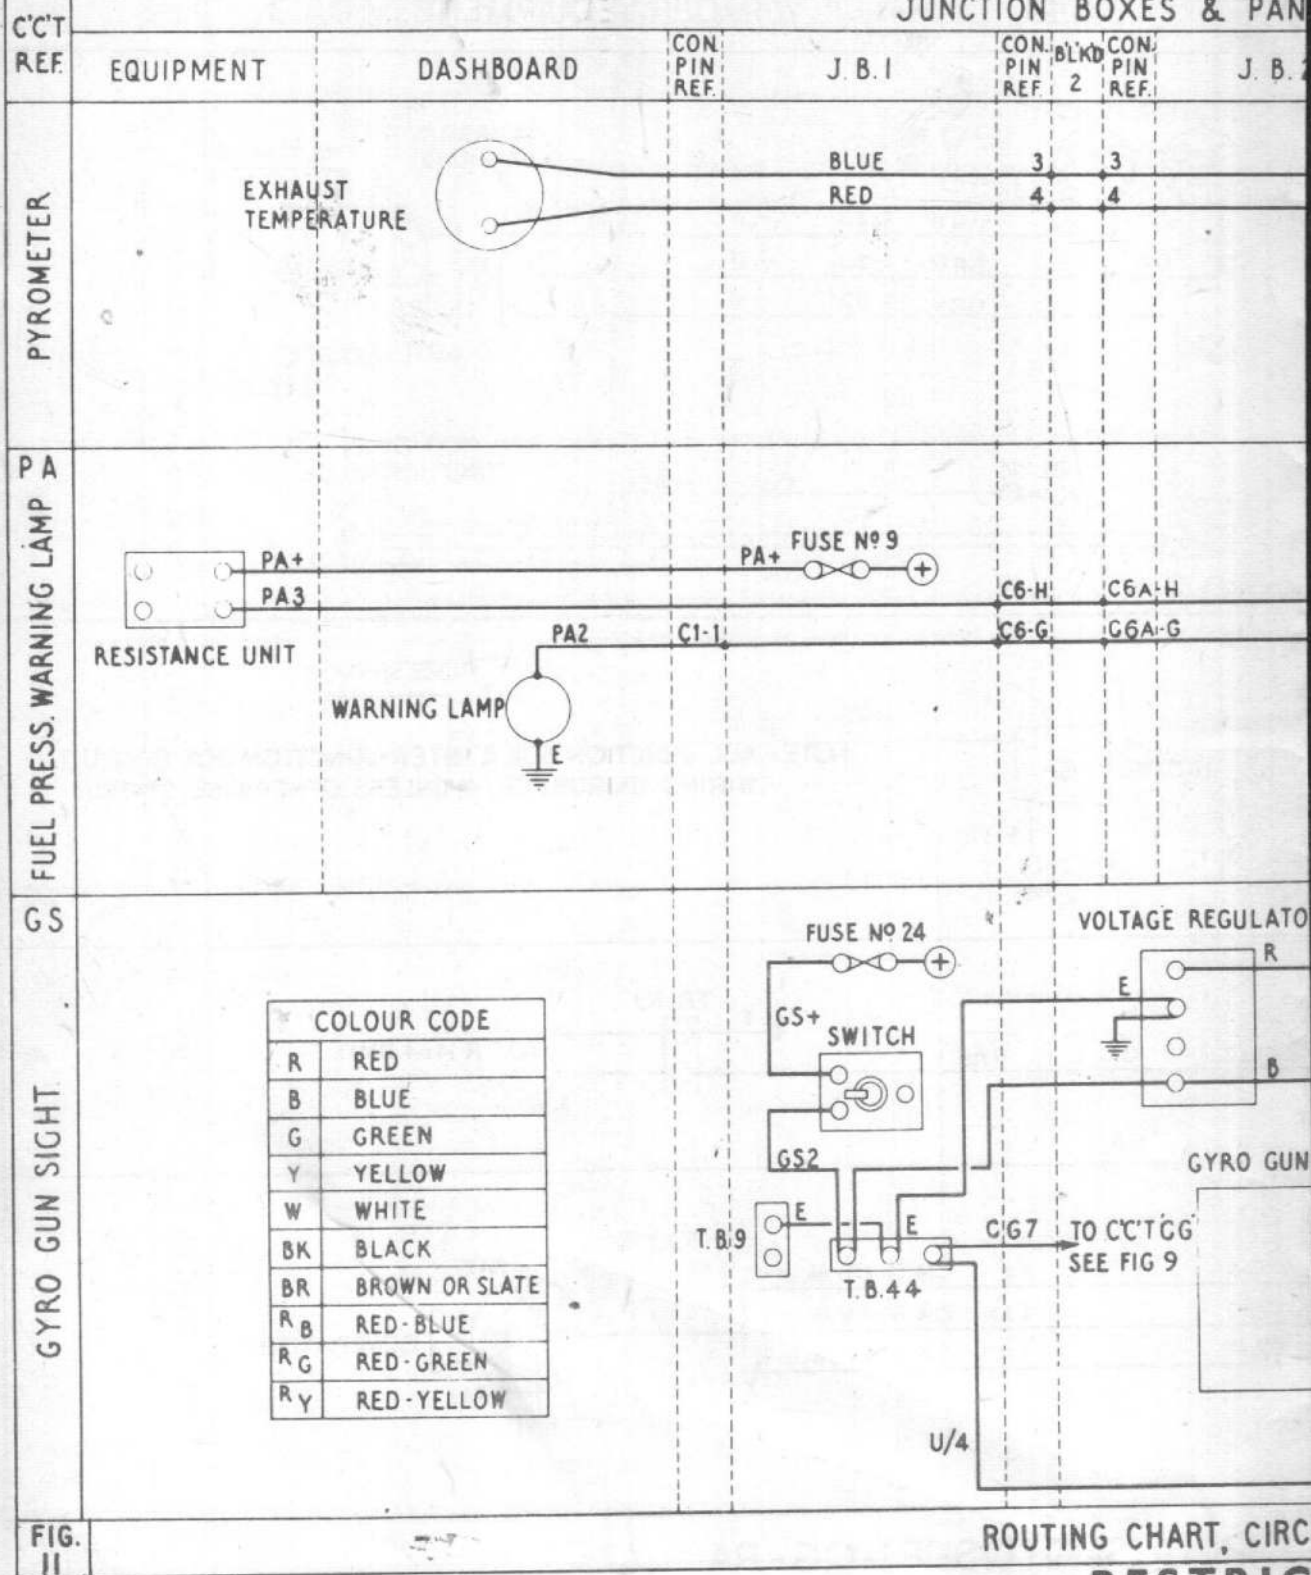 JUNCTION BOXES & PAN
C'CT
REF.
EQUIPMENT
DASHBOARD
CON.
PIN
REF.
J. B. 1
CON.
PIN
REF.
BLK'D
2
CON.
PIN
REF.
J. B. 2
PYROMETER
EXHAUST
TEMPERATURE
BLUE
3
3
RED
4
4
PA
FUEL PRESS. WARNING LAMP
PA+
PA3
RESISTANCE UNIT
PA+
FUSE Nº 9
+
C6-H
C6A-H
PA2
C1-1
C6-G
C6A-G
WARNING LAMP
E
GS
GYRO GUN SIGHT
COLOUR CODE
R RED
B BLUE
G GREEN
Y YELLOW
W WHITE
BK BLACK
BR BROWN OR SLATE
RB RED-BLUE
RG RED-GREEN
RY RED-YELLOW
FUSE Nº 24
+
GS+
SWITCH
GS2
VOLTAGE REGULATO
R
E
B
GYRO GUN
T.B.9
E
E
T.B.44
CG7
TO CC'T CG
SEE FIG 9
U/4
FIG.
11
ROUTING CHART, CIRC